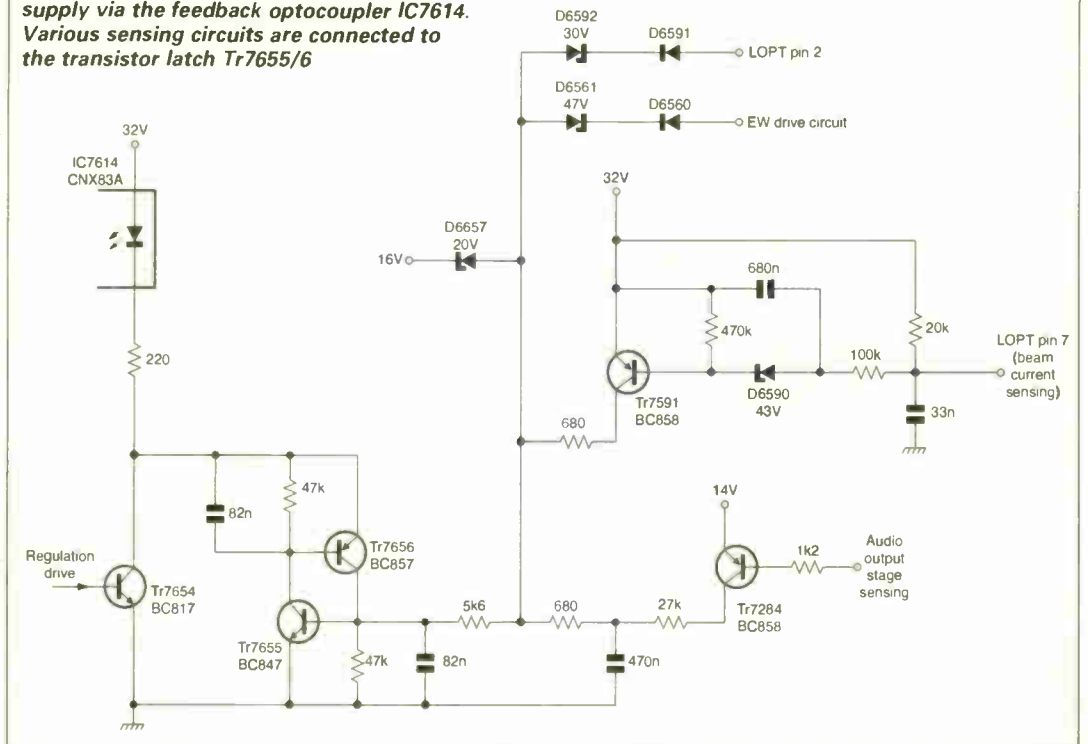 supply via the feedback optocoupler IC7614.
Various sensing circuits are connected to
the transistor latch Tr7655/6
D6592
30V
D6591
LOPT pin 2
D6561
47V
D6560
EW drive circuit
32V
IC7614
CNX83A
32V
D6657
20V
16V
680n
470k
20k
LOPT pin 7
(beam
current
sensing)
220
100k
D6590
43V
Tr7591
BC858
33n
680
47k
82n
14V
Tr7656
BC857
Regulation
drive
1k2
Audio
output
stage
sensing
Tr7654
BC817
5k6
680
27k
Tr7284
BC858
Tr7655
BC847
47k
82n
470n